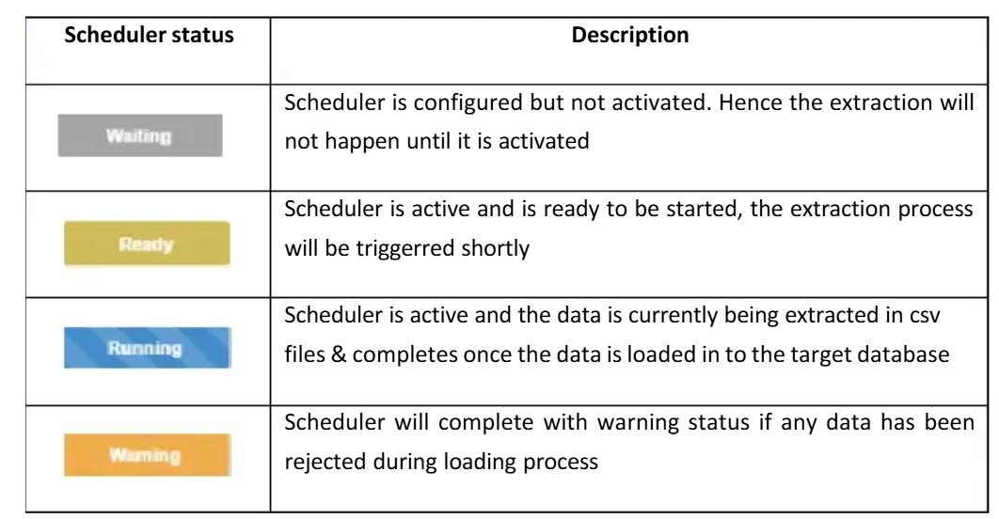 Scheduler status Description
Waiting
Scheduler is configured but not activated. Hence the extraction will
not happen until it is activated
Ready
Scheduler is active and is ready to be started, the extraction process
will be triggerred shortly
Running
Scheduler is active and the data is currently being extracted in csv
files & completes once the data is loaded in to the target database
Warning
Scheduler will complete with warning status if any data has been
rejected during loading process